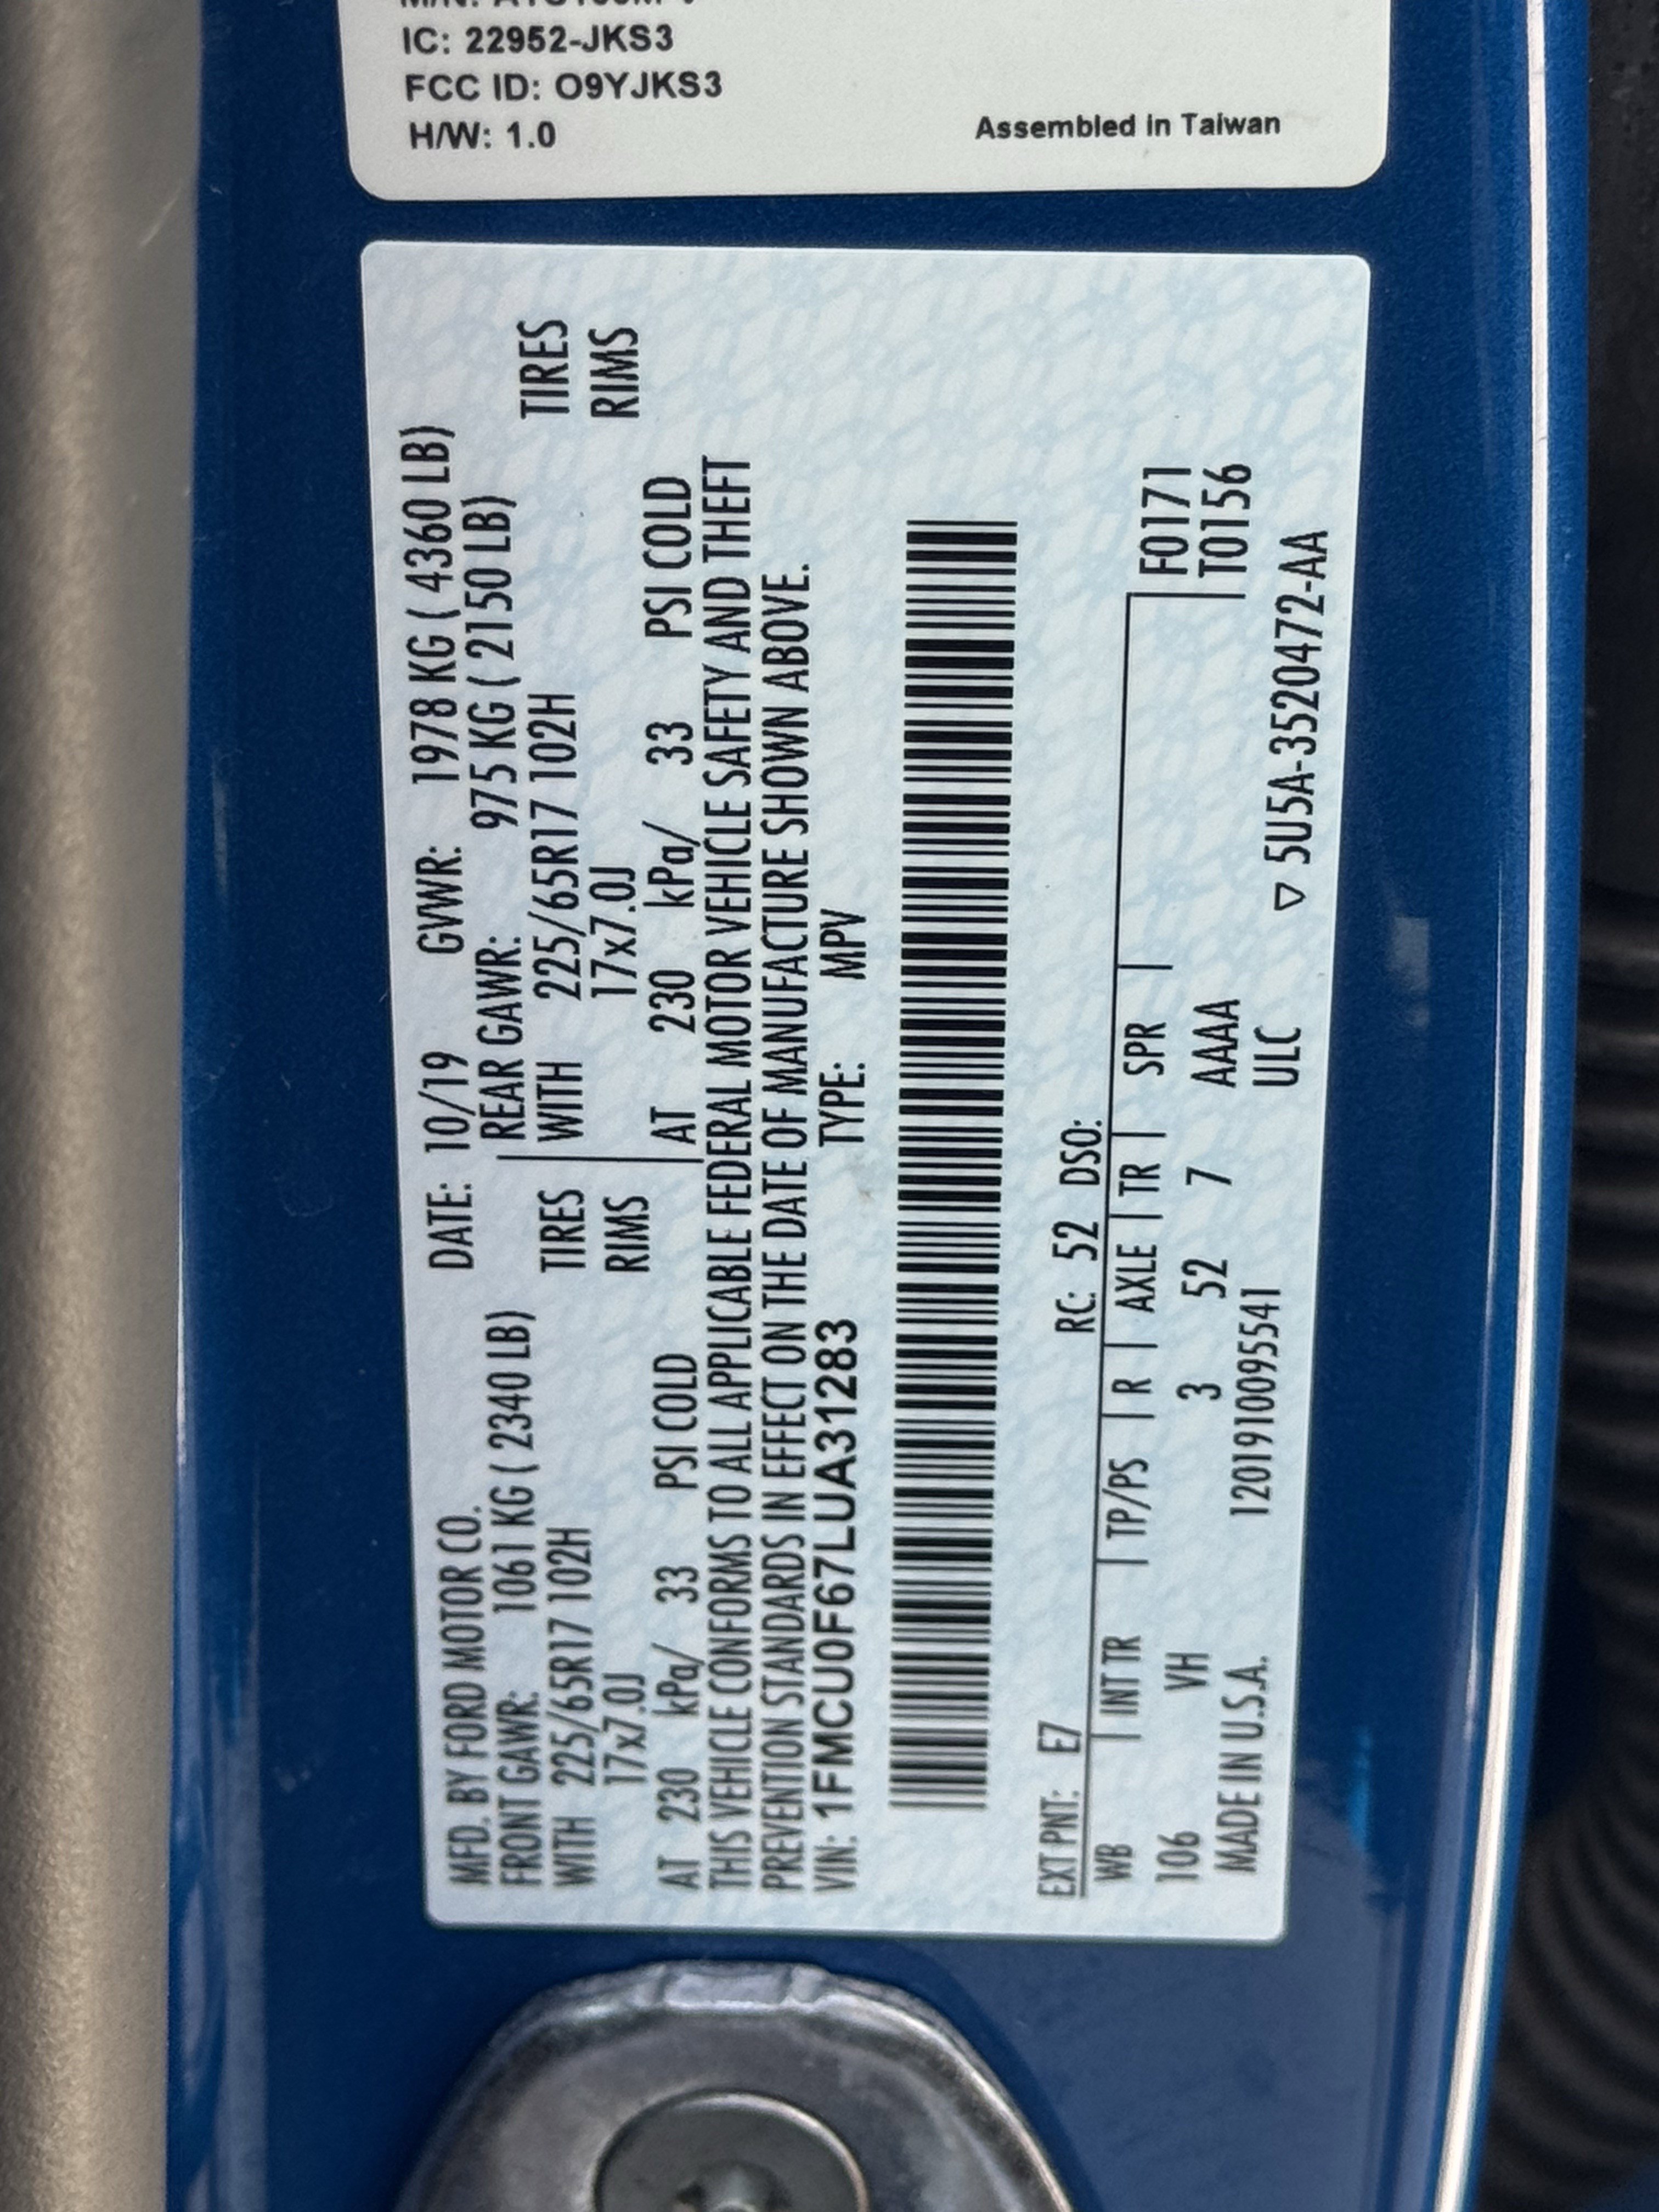 IC: 22952-JKS3
FCC ID: O9YJKS3
H/W: 1.0
Assembled in Taiwan
MFD. BY FORD MOTOR CO. DATE: 10/19 GVWR: 1978 KG ( 4360 LB)
FRONT GAWR: 1061 KG ( 2340 LB) REAR GAWR: 975 KG ( 2150 LB)
WITH 225/65R17 102H TIRES WITH 225/65R17 102H TIRES
17x7.0J RIMS 17x7.0J RIMS
AT 230 kPa/ 33 PSI COLD AT 230 kPa/ 33 PSI COLD
THIS VEHICLE CONFORMS TO ALL APPLICABLE FEDERAL MOTOR VEHICLE SAFETY AND THEFT
PREVENTION STANDARDS IN EFFECT ON THE DATE OF MANUFACTURE SHOWN ABOVE.
VIN: 1FMCU0F67LUA31283 TYPE: MPV
EXT PNT: E7 RC: 52 DSO:
WB | INT TR | TP/PS | R | AXLE | TR | SPR | F0171
106 VH 3 52 7 AAAA T0156
MADE IN U.S.A. 1201910095541 ULC
▽ 5U5A-3520472-AA